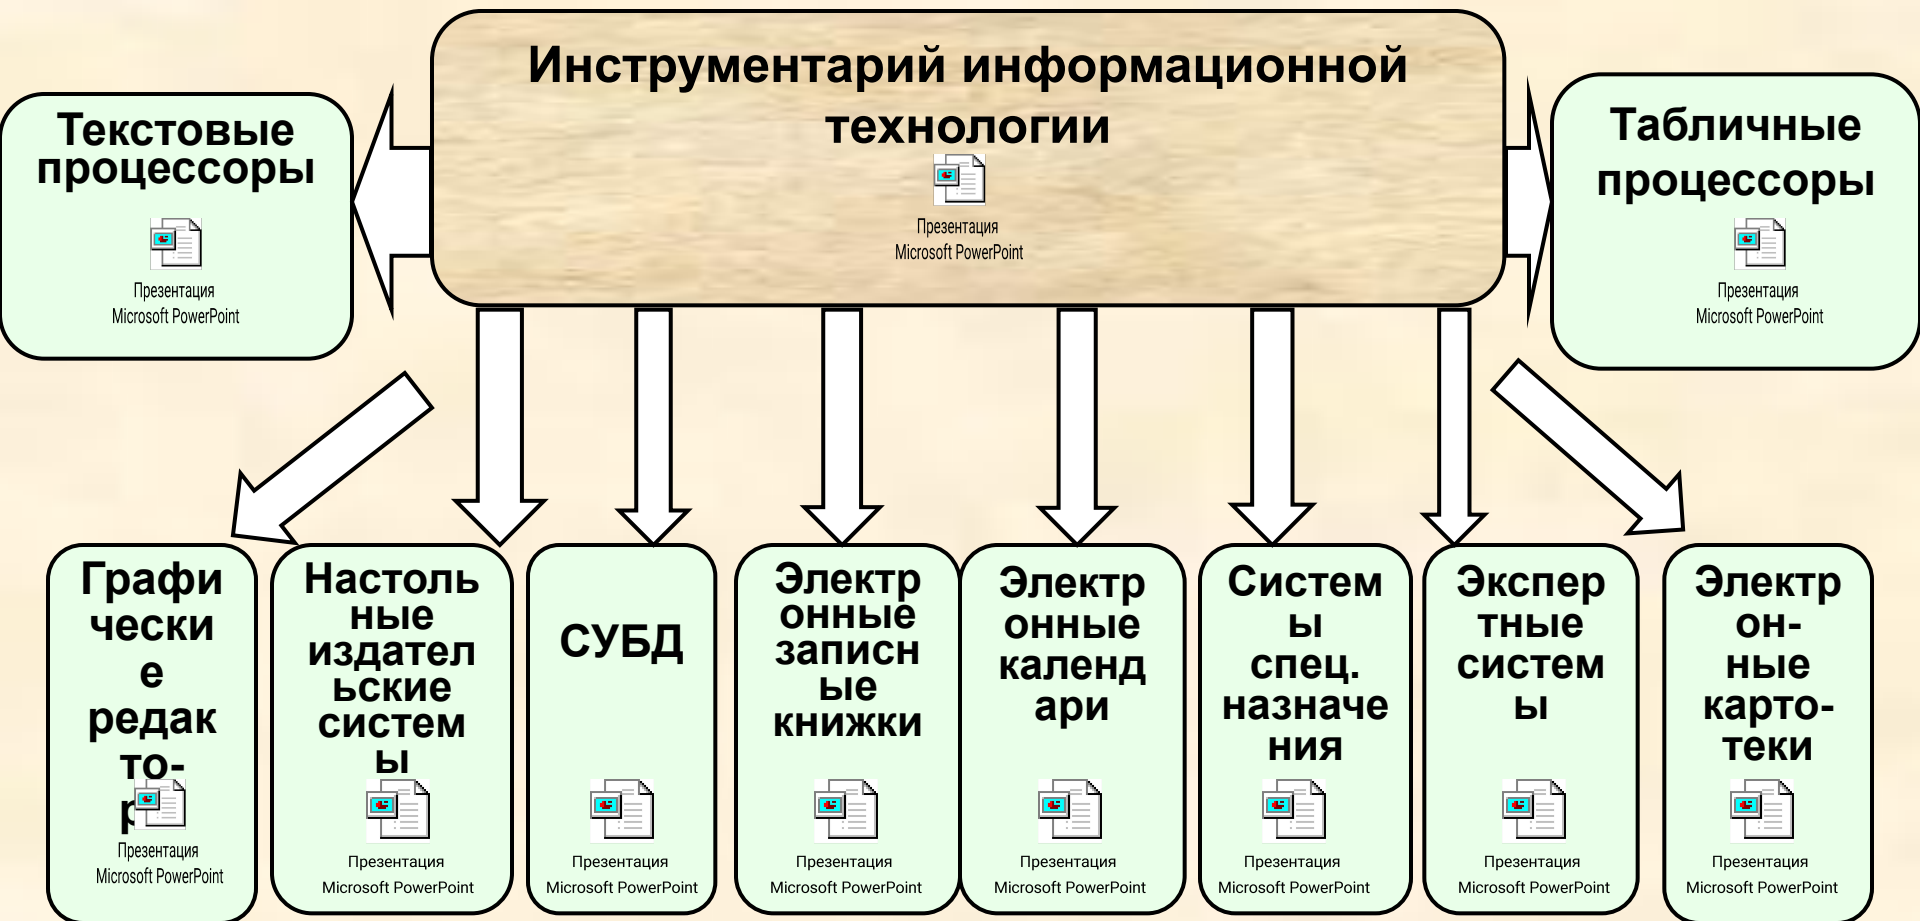 Инструментарий информационной
технологии
Презентация
Microsoft PowerPoint
Текстовые
процессоры
Презентация
Microsoft PowerPoint
Табличные
процессоры
Презентация
Microsoft PowerPoint
Графи
чески
е
редак
то-
Презентация
Microsoft PowerPoint
Настоль
ные
издател
ьские
систем
ы
Презентация
Microsoft PowerPoint
СУБД
Презентация
Microsoft PowerPoint
Электр
онные
записн
ые
книжки
Презентация
Microsoft PowerPoint
Электр
онные
календ
ари
Презентация
Microsoft PowerPoint
Систем
ы
спец.
назначе
ния
Презентация
Microsoft PowerPoint
Экспер
тные
систем
ы
Презентация
Microsoft PowerPoint
Электр
он-
ные
карто-
теки
Презентация
Microsoft PowerPoint